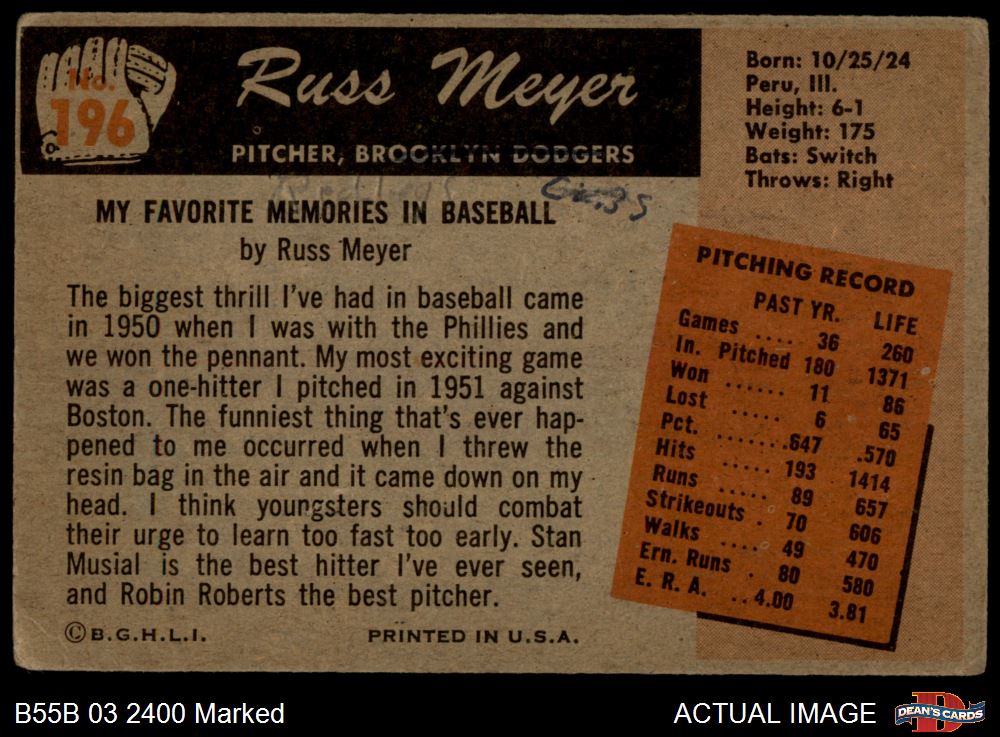 No.
196
Russ Meyer
PITCHER, BROOKLYN DODGERS
Born: 10/25/24
Peru, Ill.
Height: 6-1
Weight: 175
Bats: Switch
Throws: Right
Redlegs
CUBS
MY FAVORITE MEMORIES IN BASEBALL
by Russ Meyer
The biggest thrill I've had in baseball came
in 1950 when I was with the Phillies and
we won the pennant. My most exciting game
was a one-hitter I pitched in 1951 against
Boston. The funniest thing that's ever hap-
pened to me occurred when I threw the
resin bag in the air and it came down on my
head. I think youngsters should combat
their urge to learn too fast too early. Stan
Musial is the best hitter I've ever seen,
and Robin Roberts the best pitcher.
©B.G.H.L.I. PRINTED IN U.S.A.
PITCHING RECORD
PAST YR. LIFE
Games .... 36 260
In. Pitched 180 1371
Won ...... 11 86
Lost ..... 6 65
Pct. .......647 .570
Hits ..... 193 1414
Runs ..... 89 657
Strikeouts . 70 606
Walks .... 49 470
Ern. Runs . 80 580
E. R. A. ..4.00 3.81
B55B 03 2400 Marked
ACTUAL IMAGE
DEAN'S CARDS